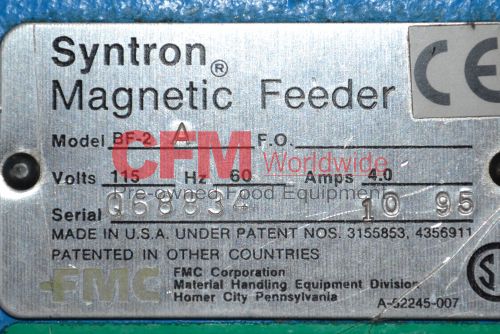 Syntron®
Magnetic Feeder
CE
Model BF-2 A F.O.
CFM
Worldwide
Volts 115 Hz 60 Amps 4.0
Pre-owned Food Equipment
Serial 10 95
MADE IN U.S.A. UNDER PATENT NOS. 3155853, 4356911
PATENTED IN OTHER COUNTRIES
FMC
FMC Corporation
Material Handling Equipment Division
Homer City Pennsylvania
A-52245-007